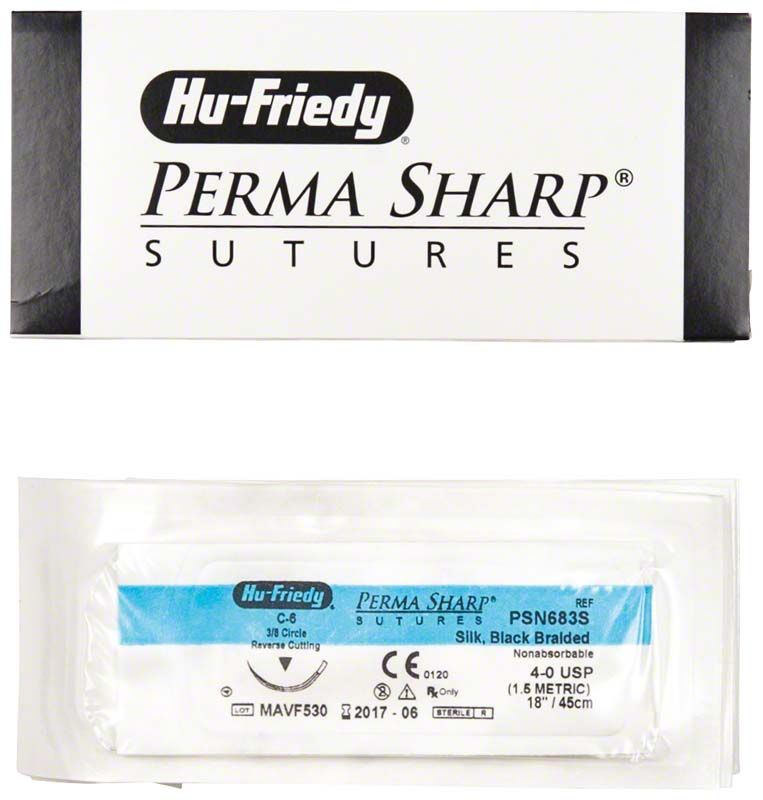 Hu-Friedy®
PERMA SHARP®
SUTURES
Hu-Friedy
C-6
3/8 Circle
Reverse Cutting
PERMA SHARP®
SUTURES
REF
PSN683S
Silk, Black Braided
Nonabsorbable
CE 0120
4-0 USP
(1.5 METRIC)
18" / 45cm
Rx Only
LOT MAVF530 2017 - 06 STERILE R